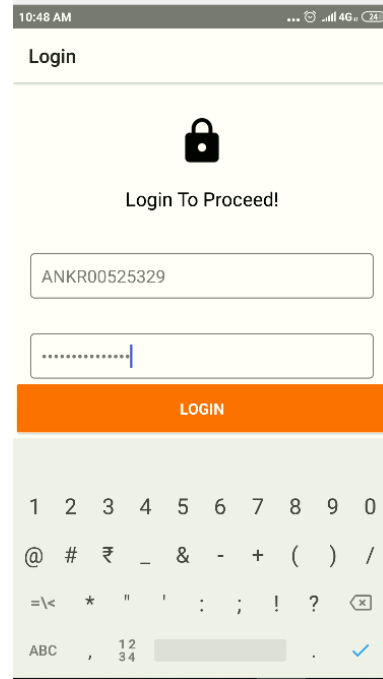 10:48 AM ... 4G 24
Login
Login To Proceed!
ANKR00525329
•••••••••••••••
LOGIN
1 2 3 4 5 6 7 8 9 0
@ # ₹ _ & - + ( ) /
=\< * " ' : ; ! ?
ABC , 12 .
34